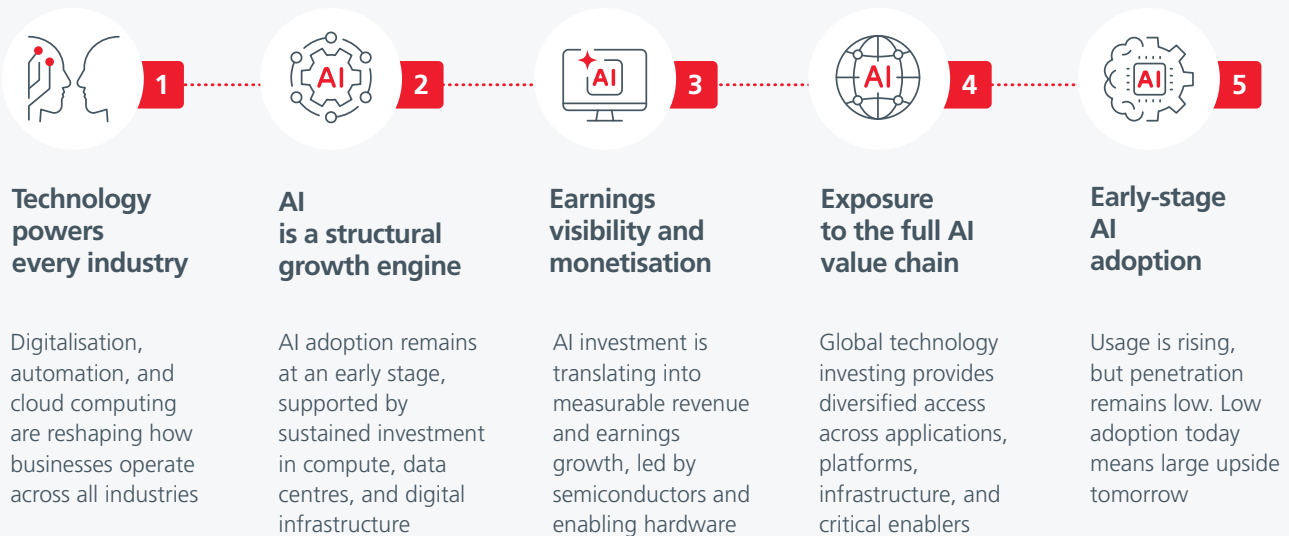 1
AI
2
AI
3
AI
4
AI
5
Technology
powers
every industry
Digitalisation,
automation, and
cloud computing
are reshaping how
businesses operate
across all industries
AI
is a structural
growth engine
AI adoption remains
at an early stage,
supported by
sustained investment
in compute, data
centres, and digital
infrastructure
Earnings
visibility and
monetisation
AI investment is
translating into
measurable revenue
and earnings
growth, led by
semiconductors and
enabling hardware
Exposure
to the full AI
value chain
Global technology
investing provides
diversified access
across applications,
platforms,
infrastructure, and
critical enablers
Early-stage
AI
adoption
Usage is rising,
but penetration
remains low. Low
adoption today
means large upside
tomorrow